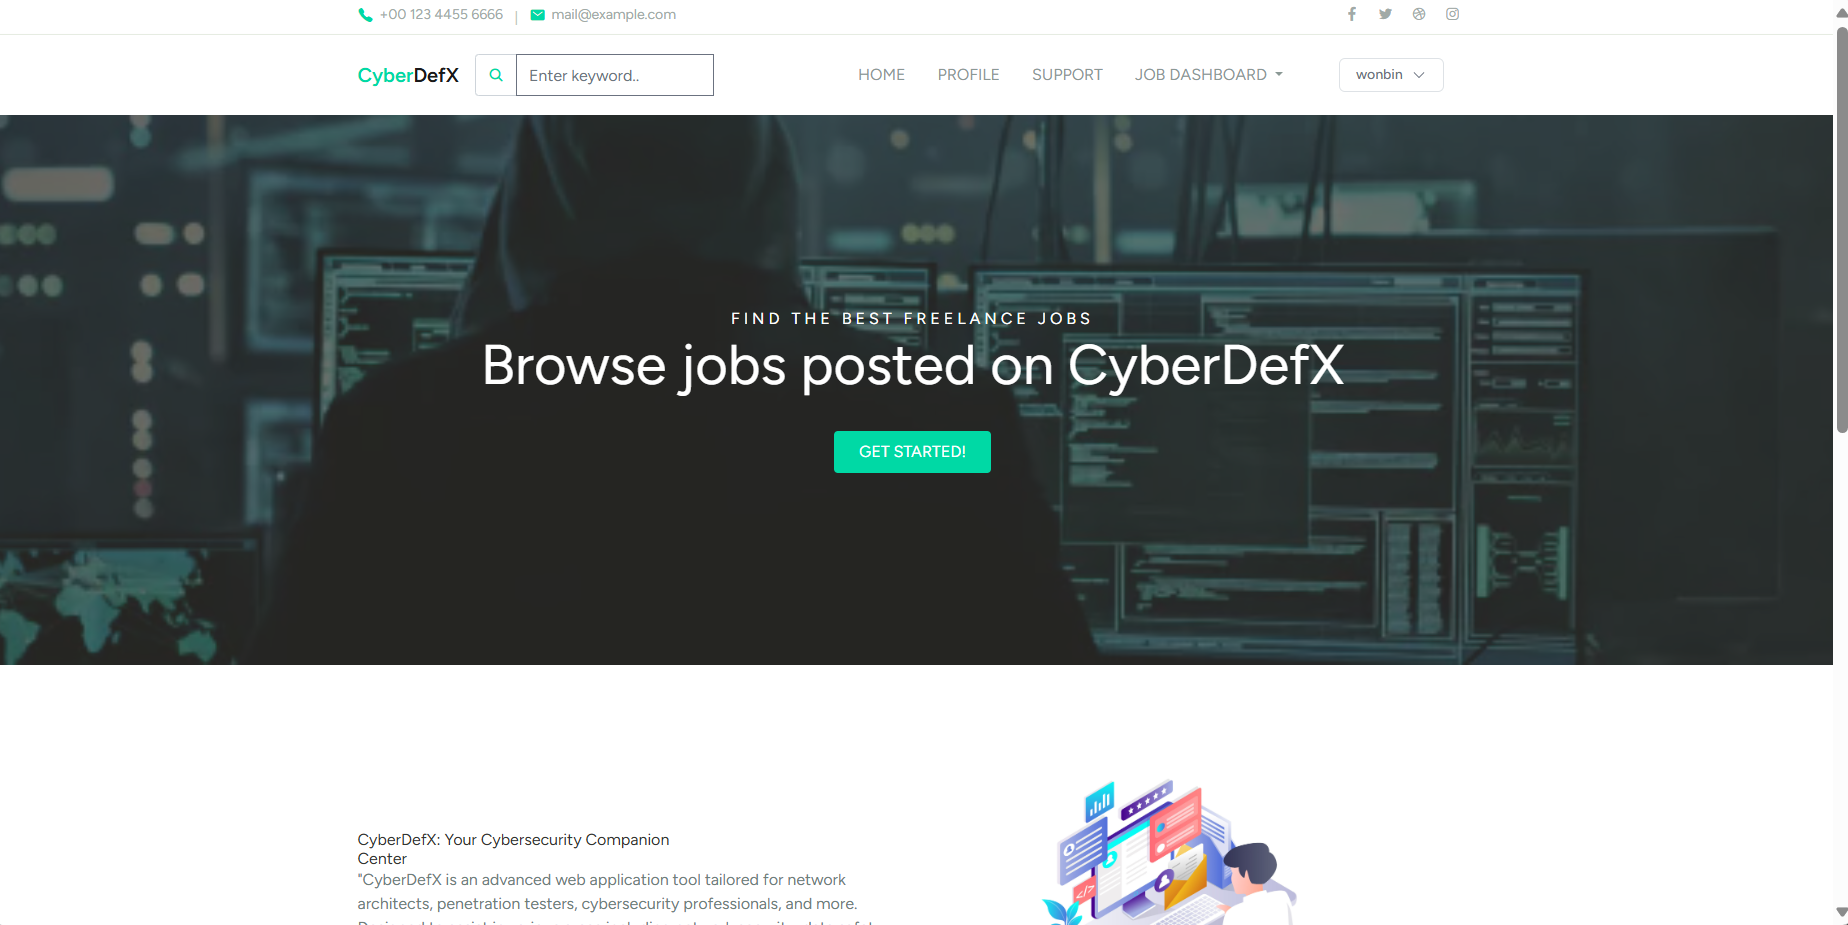 +00 123 4455 6666 | mail@example.com
CyberDefX
Enter keyword..
HOME PROFILE SUPPORT JOB DASHBOARD
wonbin
FIND THE BEST FREELANCE JOBS
Browse jobs posted on CyberDefX
GET STARTED!
CyberDefX: Your Cybersecurity Companion
Center
"CyberDefX is an advanced web application tool tailored for network
architects, penetration testers, cybersecurity professionals, and more.